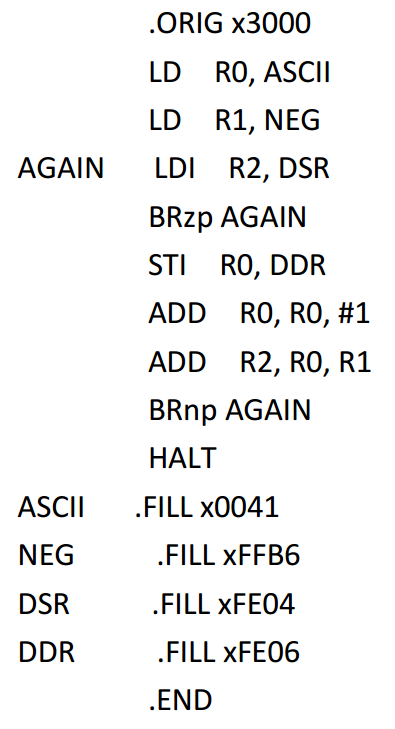 .ORIG x3000
LD R0, ASCII
LD R1, NEG
AGAIN LDI R2, DSR
BRzp AGAIN
STI R0, DDR
ADD R0, R0, #1
ADD R2, R0, R1
BRnp AGAIN
HALT
ASCII .FILL x0041
NEG .FILL xFFB6
DSR .FILL xFE04
DDR .FILL xFE06
.END